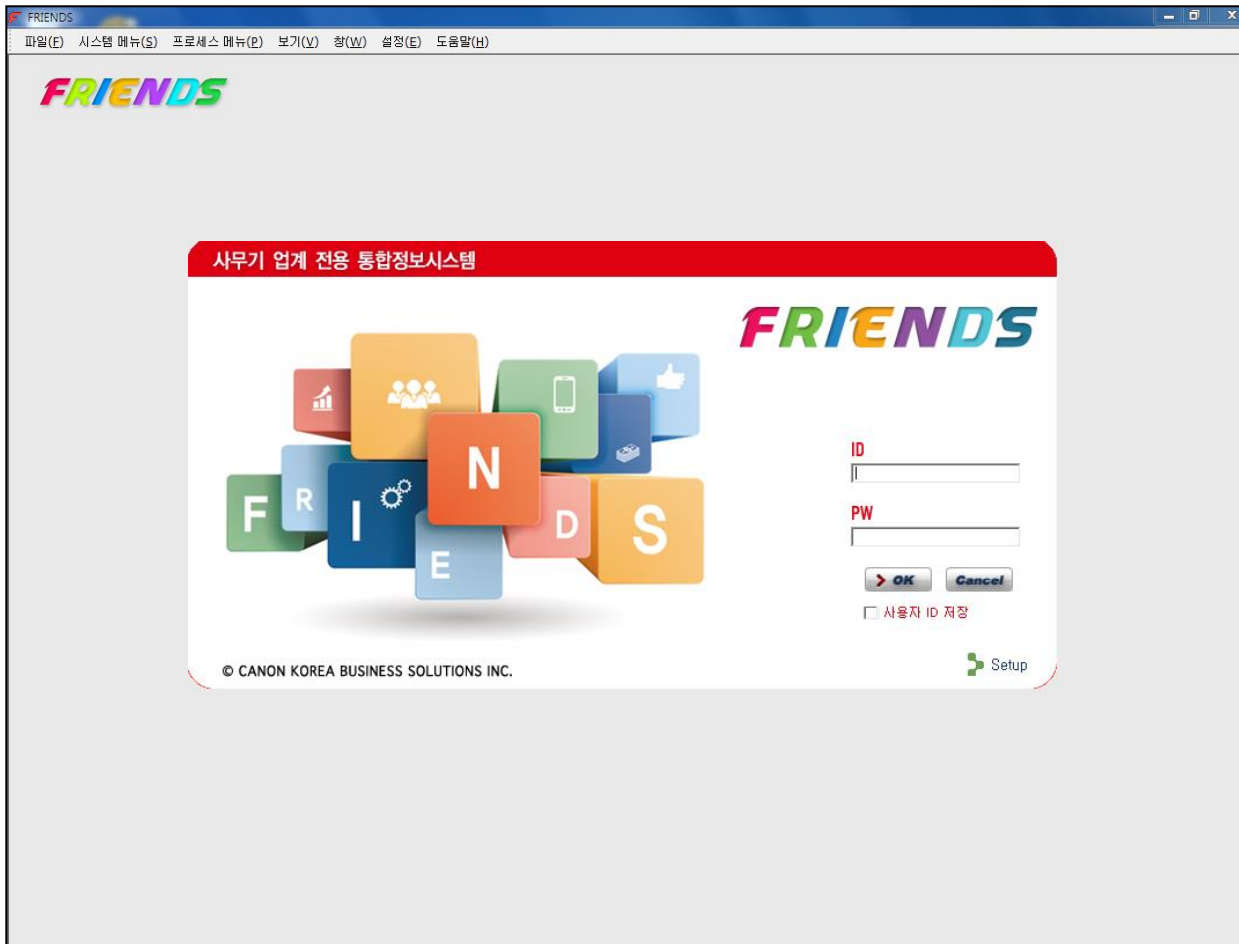 FRIENDS
파일(F) 시스템 메뉴(S) 프로세스 메뉴(P) 보기(V) 창(W) 설정(E) 도움말(H)
FRIENDS
사무기 업계 전용 통합정보시스템
FRIENDS
N
F R I D S
E
ID
PW
OK Cancel
사용자 ID 저장
© CANON KOREA BUSINESS SOLUTIONS INC.
Setup